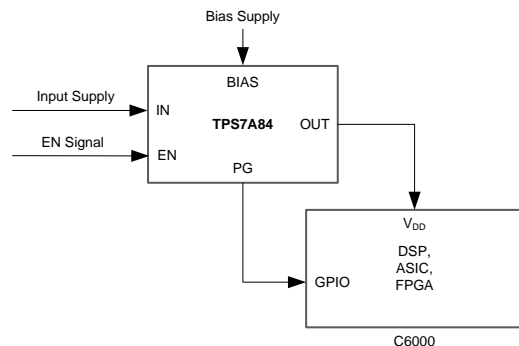 Bias Supply
BIAS
Input Supply
IN
TPS7A84
OUT
EN Signal
EN
PG
VDD
DSP,
ASIC,
FPGA
GPIO
C6000